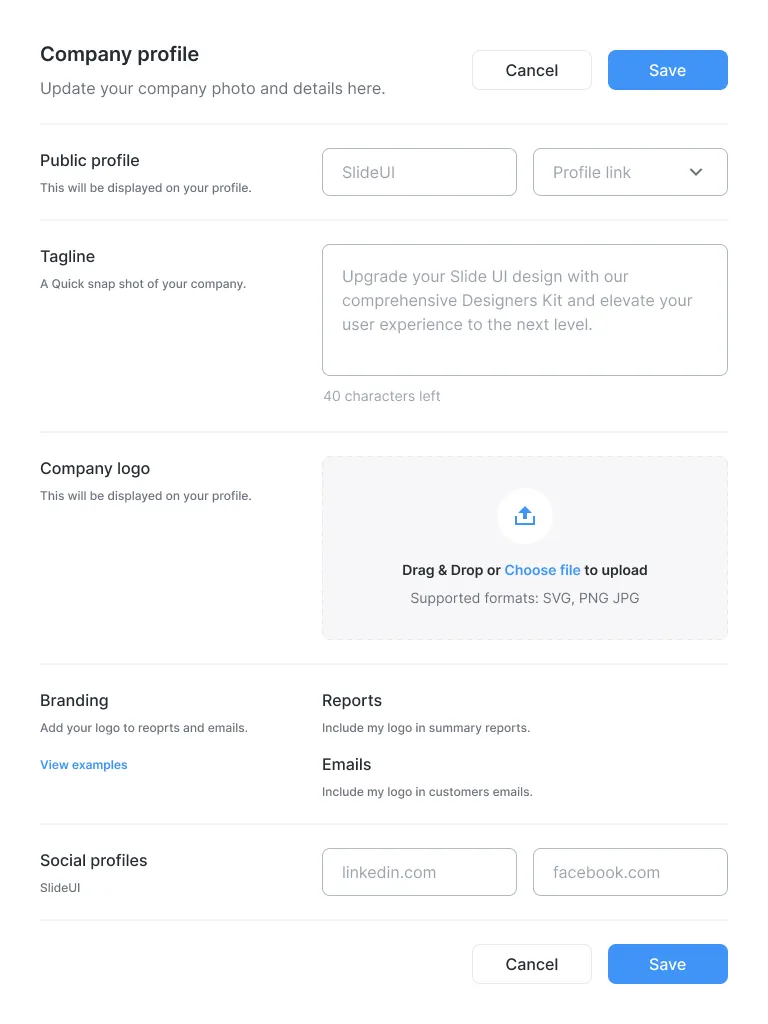 Company profile
Update your company photo and details here.
Cancel
Save
Public profile
This will be displayed on your profile.
SlideUI
Profile link
Tagline
A Quick snap shot of your company.
Upgrade your Slide UI design with our
comprehensive Designers Kit and elevate your
user experience to the next level.
40 characters left
Company logo
This will be displayed on your profile.
Drag & Drop or Choose file to upload
Supported formats: SVG, PNG JPG
Branding
Add your logo to reoprts and emails.
View examples
Reports
Include my logo in summary reports.
Emails
Include my logo in customers emails.
Social profiles
SlideUI
linkedin.com
facebook.com
Cancel
Save